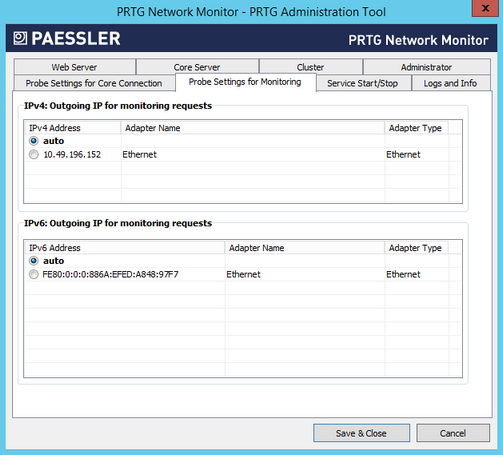 PRTG Network Monitor - PRTG Administration Tool
x
PAESSLER
PRTG Network Monitor
Web Server
Core Server
Cluster
Administrator
Probe Settings for Core Connection
Probe Settings for Monitoring
Service Start/Stop
Logs and Info
IPv4: Outgoing IP for monitoring requests
IPv4 Address Adapter Name Adapter Type
auto
10.49.196.152 Ethernet Ethernet
IPv6: Outgoing IP for monitoring requests
IPv6 Address Adapter Name Adapter Type
auto
FE80:0:0:0:886A:EFED:A848:97F7 Ethernet Ethernet
Save & Close
Cancel